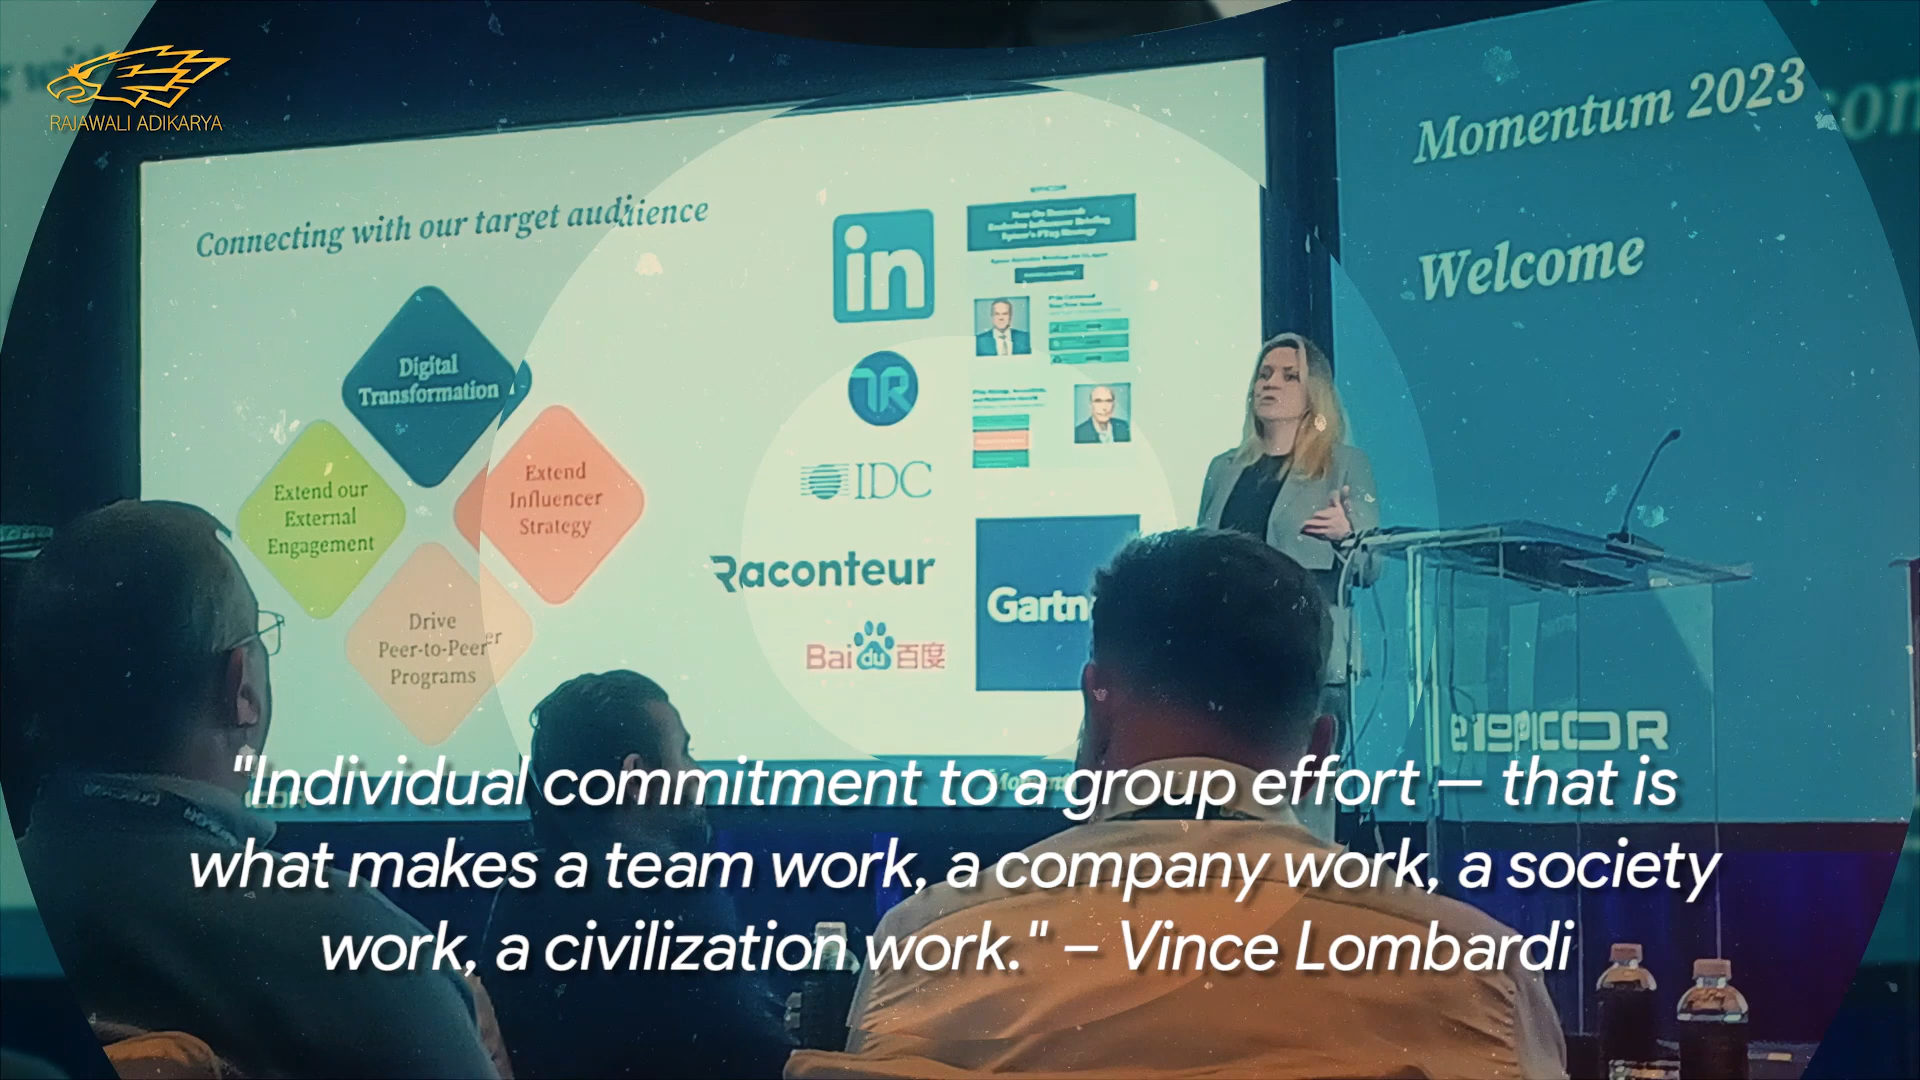 RAJAWALI ADIKARYA
Momentum 2023
Welcome
Connecting with our target audience
Digital
Transformation
Extend our
External
Engagement
Extend
Influencer
Strategy
Drive
Peer-to-Peer
Programs
in
TR
IDC
Raconteur
Bai du 百度
Gartn
"Individual commitment to a group effort – that is
what makes a team work, a company work, a society
work, a civilization work." – Vince Lombardi